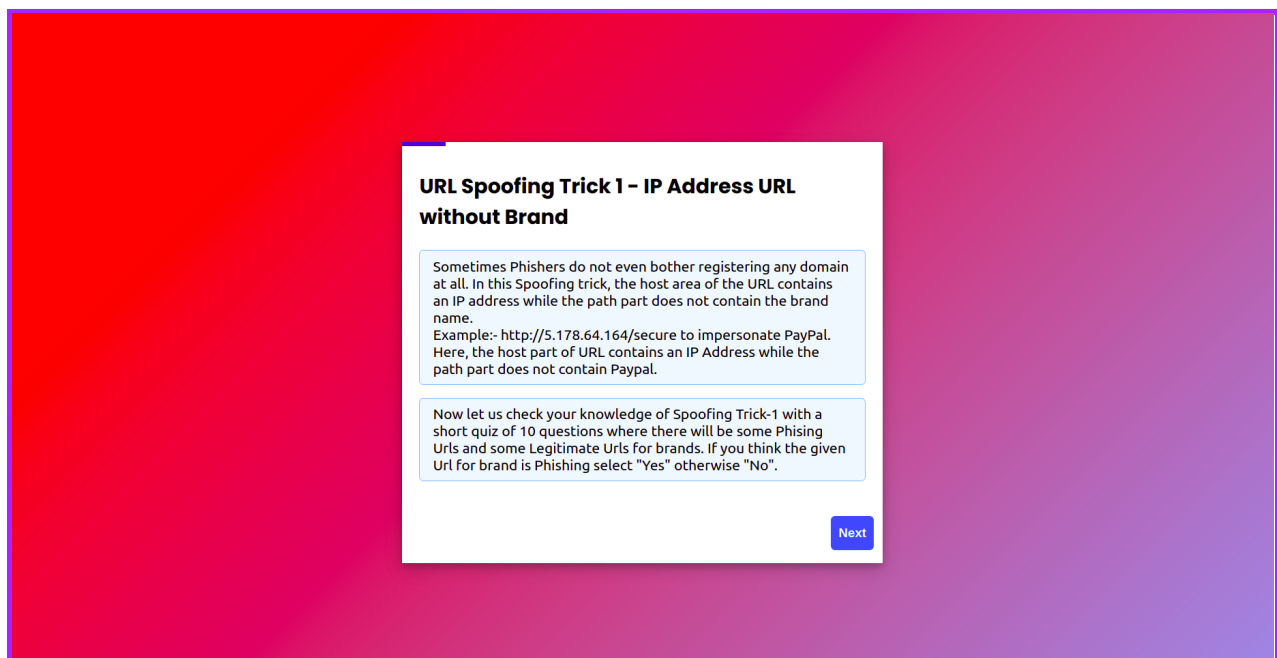 URL Spoofing Trick 1 - IP Address URL
without Brand
Sometimes Phishers do not even bother registering any domain
at all. In this Spoofing trick, the host area of the URL contains
an IP address while the path part does not contain the brand
name.
Example:- http://5.178.64.164/secure to impersonate PayPal.
Here, the host part of URL contains an IP Address while the
path part does not contain Paypal.
Now let us check your knowledge of Spoofing Trick-1 with a
short quiz of 10 questions where there will be some Phising
Urls and some Legitimate Urls for brands. If you think the given
Url for brand is Phishing select "Yes" otherwise "No".
Next